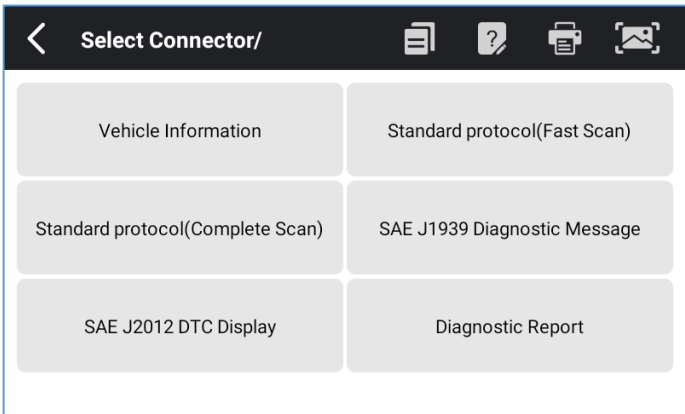 Select Connector/
?
Vehicle Information
Standard protocol(Fast Scan)
Standard protocol(Complete Scan)
SAE J1939 Diagnostic Message
SAE J2012 DTC Display
Diagnostic Report